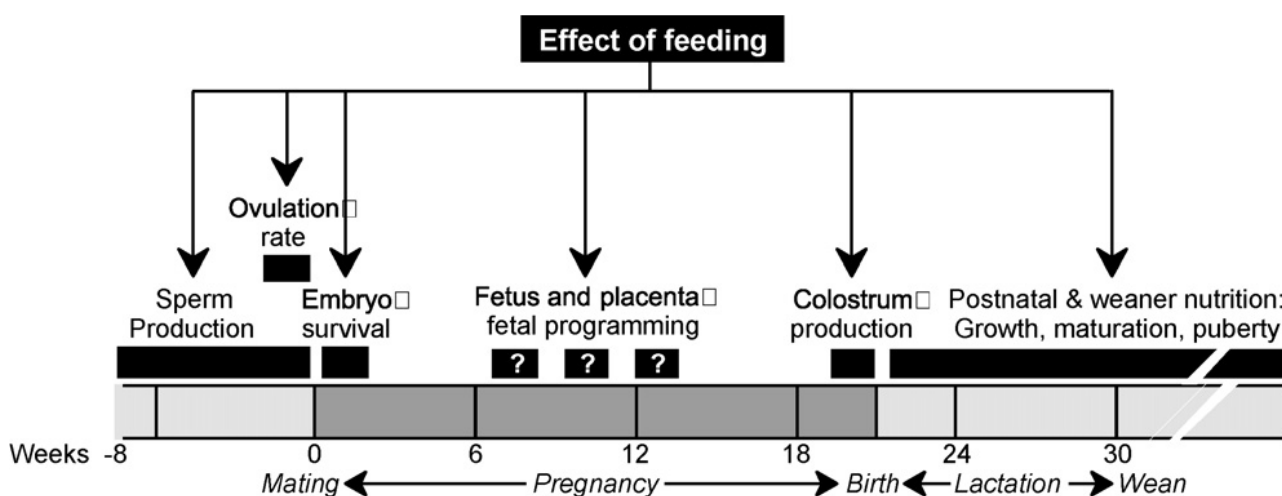 Effect of feeding
Ovulation□
rate
Sperm
Production
Embryo□
survival
Fetus and placenta□
fetal programming
Colostrum□
production
Postnatal & weaner nutrition:
Growth, maturation, puberty
? ? ?
Weeks -8 0 6 12 18 24 30
Mating Pregnancy Birth Lactation Wean